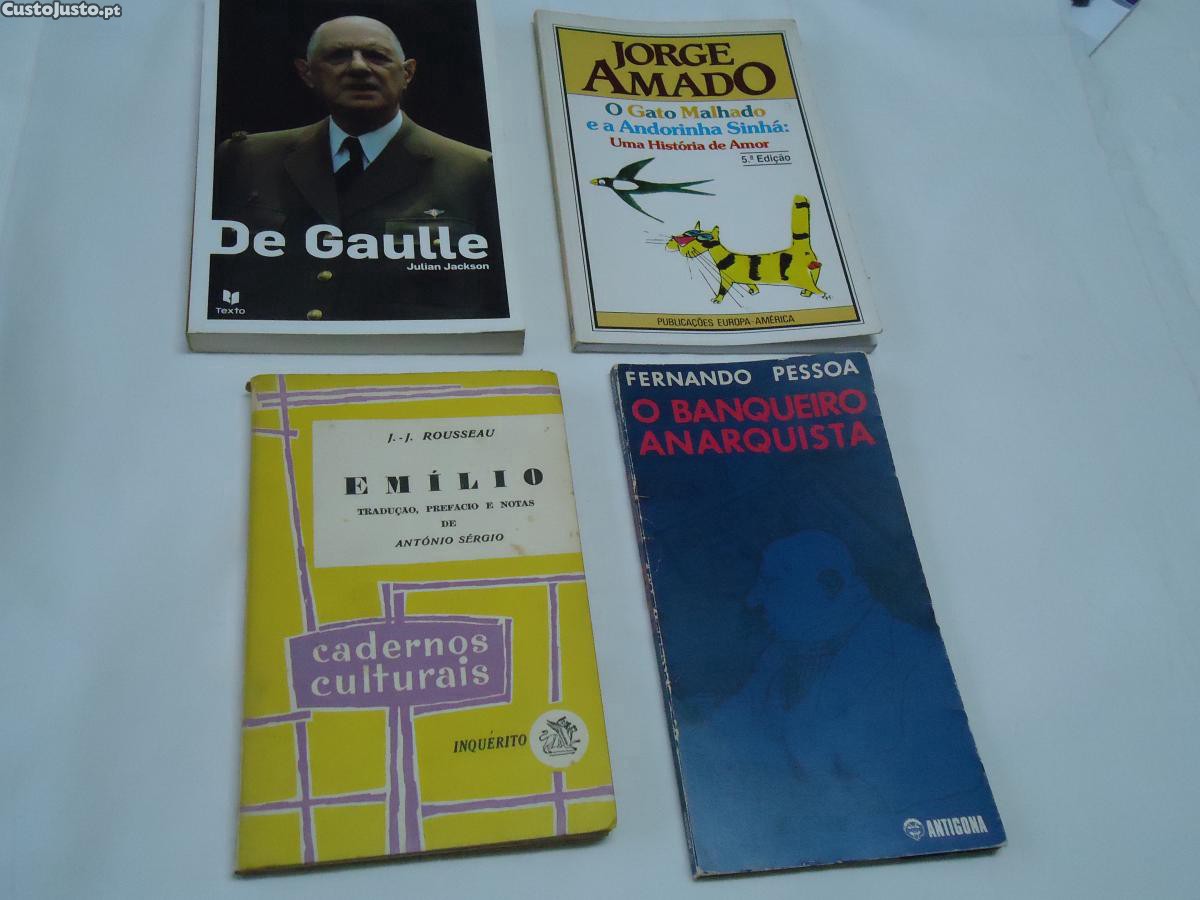 CustoJusto.pt
De Gaulle
Julian Jackson
Texto
JORGE
AMADO
O Gato Malhado
e a Andorinha Sinhá:
Uma História de Amor
5.ª Edição
PUBLICAÇÕES EUROPA-AMÉRICA
J.-J. ROUSSEAU
EMÍLIO
TRADUÇÃO, PREFÁCIO E NOTAS
DE
ANTÓNIO SÉRGIO
cadernos
culturais
INQUÉRITO
FERNANDO PESSOA
O BANQUEIRO
ANARQUISTA
ANTIGONA